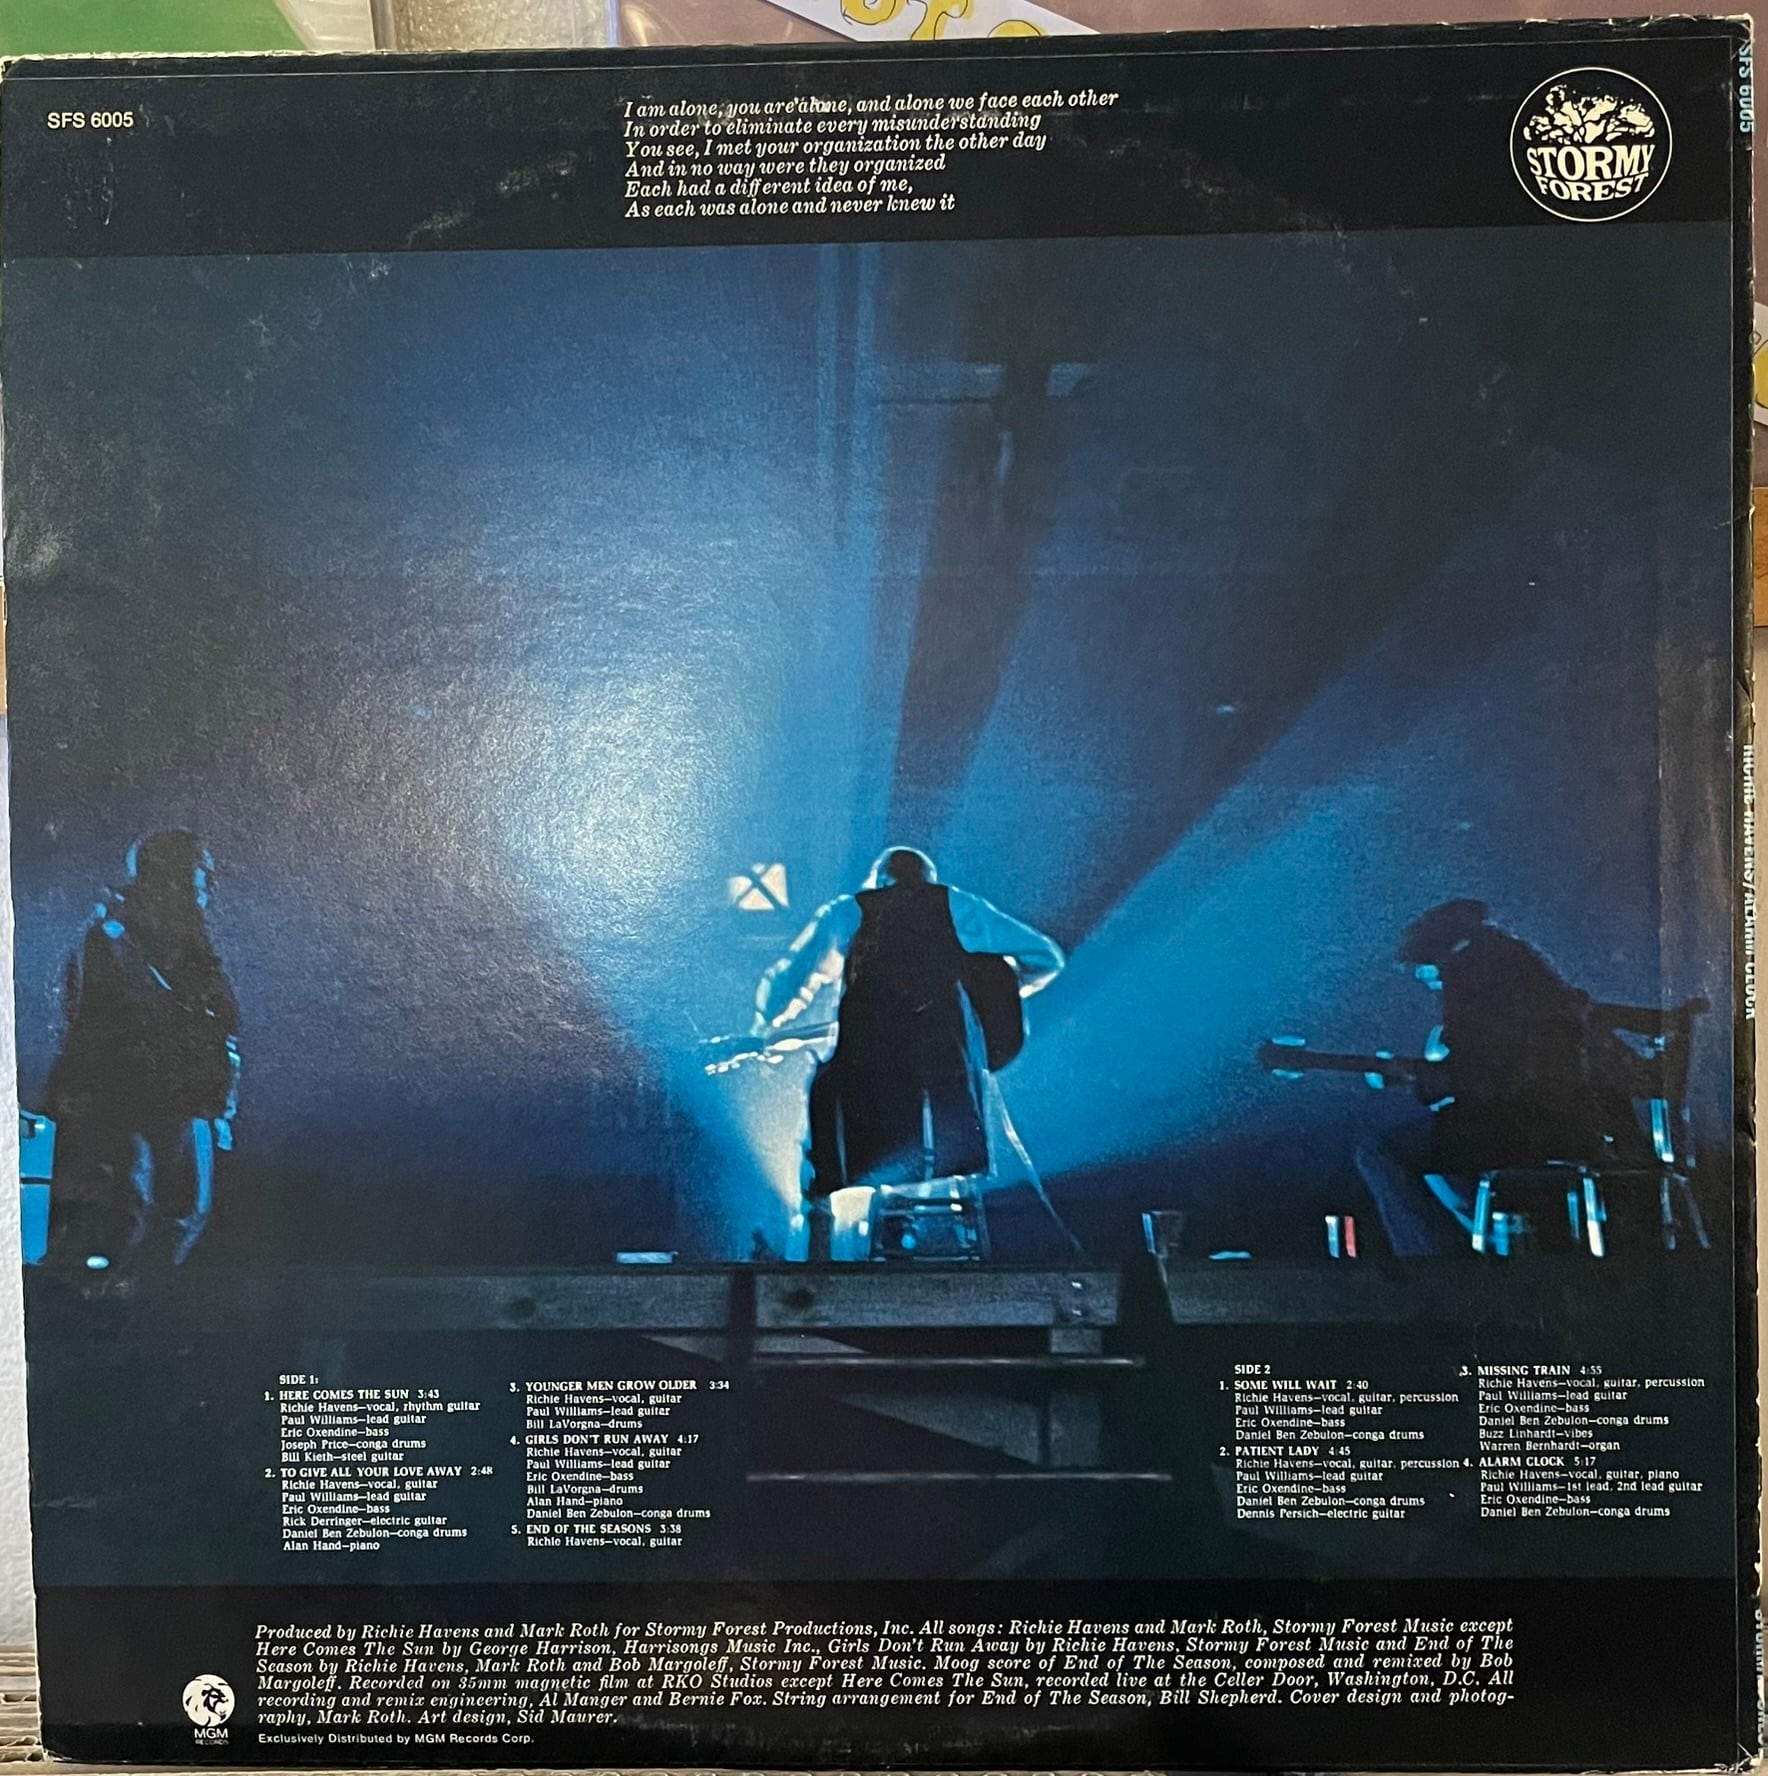 SFS 6005
I am alone, you are alone, and alone we face each other
In order to eliminate every misunderstanding
You see, I met your organization the other day
And in no way were they organized
Each had a different idea of me,
As each was alone and never knew it
STORMY
FOREST
SFS 6005
RICHIE HAVENS/ALARM CLOCK
SIDE 1:
1. HERE COMES THE SUN 3:43
Richie Havens—vocal, rhythm guitar
Paul Williams—lead guitar
Eric Oxendine—bass
Joseph Price—conga drums
Bill Kieth—steel guitar
2. TO GIVE ALL YOUR LOVE AWAY 2:48
Richie Havens—vocal, guitar
Paul Williams—lead guitar
Eric Oxendine—bass
Rick Derringer—electric guitar
Daniel Ben Zebulon—conga drums
Alan Hand—piano
3. YOUNGER MEN GROW OLDER 3:34
Richie Havens—vocal, guitar
Paul Williams—lead guitar
Bill LaVorgna—drums
4. GIRLS DON'T RUN AWAY 4:17
Richie Havens—vocal, guitar
Paul Williams—lead guitar
Eric Oxendine—bass
Bill LaVorgna—drums
Alan Hand—piano
Daniel Ben Zebulon—conga drums
5. END OF THE SEASONS 3:38
Richie Havens—vocal, guitar
SIDE 2
1. SOME WILL WAIT 2:40
Richie Havens—vocal, guitar, percussion
Paul Williams—lead guitar
Eric Oxendine—bass
Daniel Ben Zebulon—conga drums
2. PATIENT LADY 4:45
Richie Havens—vocal, guitar, percussion
Paul Williams—lead guitar
Eric Oxendine—bass
Daniel Ben Zebulon—conga drums
Dennis Persich—electric guitar
3. MISSING TRAIN 4:55
Richie Havens—vocal, guitar, percussion
Paul Williams—lead guitar
Eric Oxendine—bass
Daniel Ben Zebulon—conga drums
Buzz Linhardt—vibes
Warren Bernhardt—organ
4. ALARM CLOCK 5:17
Richie Havens—vocal, guitar, piano
Paul Williams—1st lead, 2nd lead guitar
Eric Oxendine—bass
Daniel Ben Zebulon—conga drums
Produced by Richie Havens and Mark Roth for Stormy Forest Productions, Inc. All songs: Richie Havens and Mark Roth, Stormy Forest Music except
Here Comes The Sun by George Harrison, Harrisongs Music Inc., Girls Don't Run Away by Richie Havens, Stormy Forest Music and End of The
Season by Richie Havens, Mark Roth and Bob Margoleff, Stormy Forest Music. Moog score of End of The Season, composed and remixed by Bob
Margoleff. Recorded on 35mm magnetic film at RKO Studios except Here Comes The Sun, recorded live at the Celler Door, Washington, D.C. All
recording and remix engineering, Al Manger and Bernie Fox. String arrangement for End of The Season, Bill Shepherd. Cover design and photog-
raphy, Mark Roth. Art design, Sid Maurer.
MGM
RECORDS
Exclusively Distributed by MGM Records Corp.